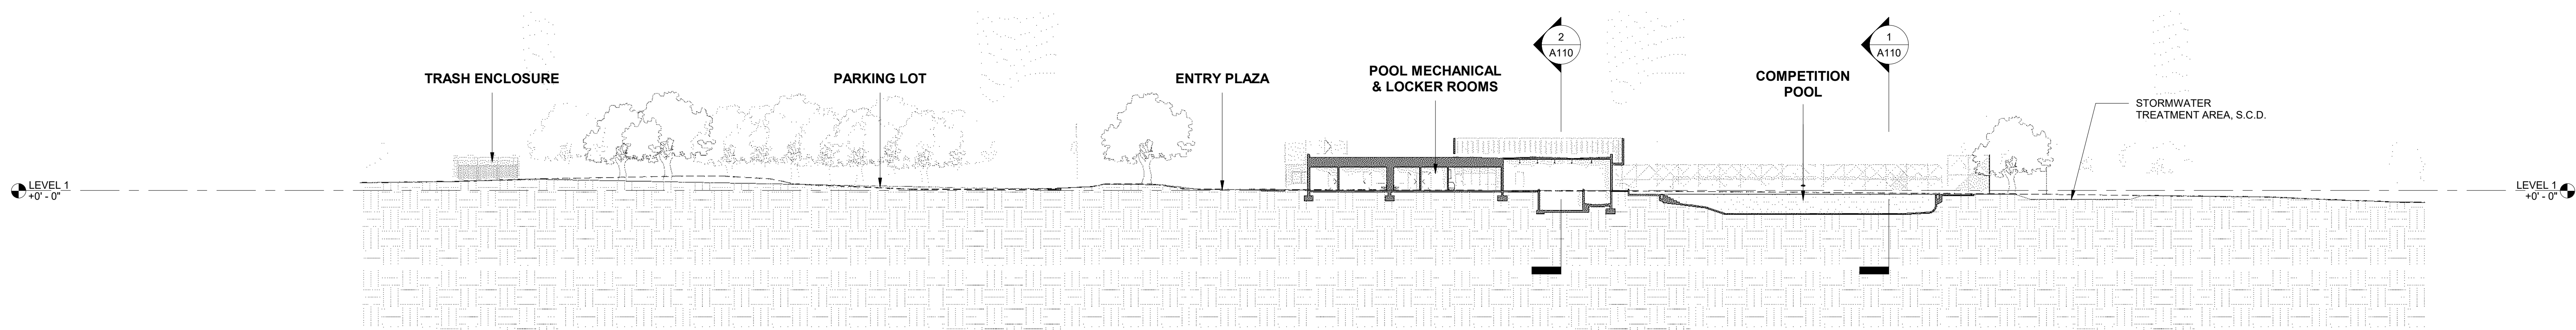 TRASH ENCLOSURE
PARKING LOT
ENTRY PLAZA
POOL MECHANICAL
& LOCKER ROOMS
2
A110
COMPETITION
POOL
1
A110
STORMWATER
TREATMENT AREA, S.C.D.
LEVEL 1
+0' - 0"
LEVEL 1
+0' - 0"